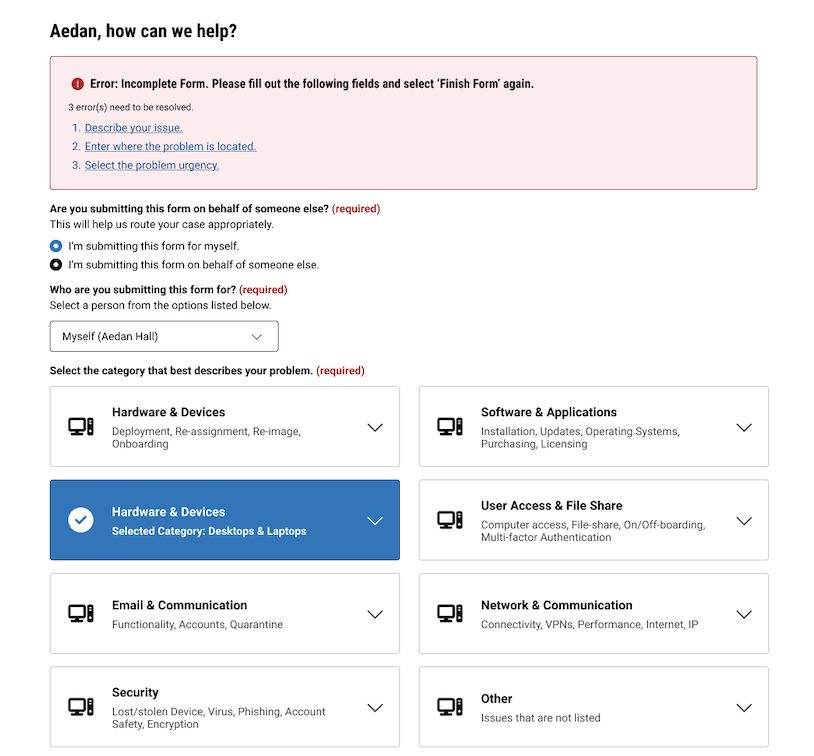 Aedan, how can we help?
Error: Incomplete Form. Please fill out the following fields and select ‘Finish Form’ again.
3 error(s) need to be resolved.
1. Describe your issue.
2. Enter where the problem is located.
3. Select the problem urgency.
Are you submitting this form on behalf of someone else? (required)
This will help us route your case appropriately.
I’m submitting this form for myself.
I’m submitting this form on behalf of someone else.
Who are you submitting this form for? (required)
Select a person from the options listed below.
Myself (Aedan Hall)
Select the category that best describes your problem. (required)
Hardware & Devices
Deployment, Re-assignment, Re-image,
Onboarding
Software & Applications
Installation, Updates, Operating Systems,
Purchasing, Licensing
Hardware & Devices
Selected Category: Desktops & Laptops
User Access & File Share
Computer access, File-share, On/Off-boarding,
Multi-factor Authentication
Email & Communication
Functionality, Accounts, Quarantine
Network & Communication
Connectivity, VPNs, Performance, Internet, IP
Security
Lost/stolen Device, Virus, Phishing, Account
Safety, Encryption
Other
Issues that are not listed